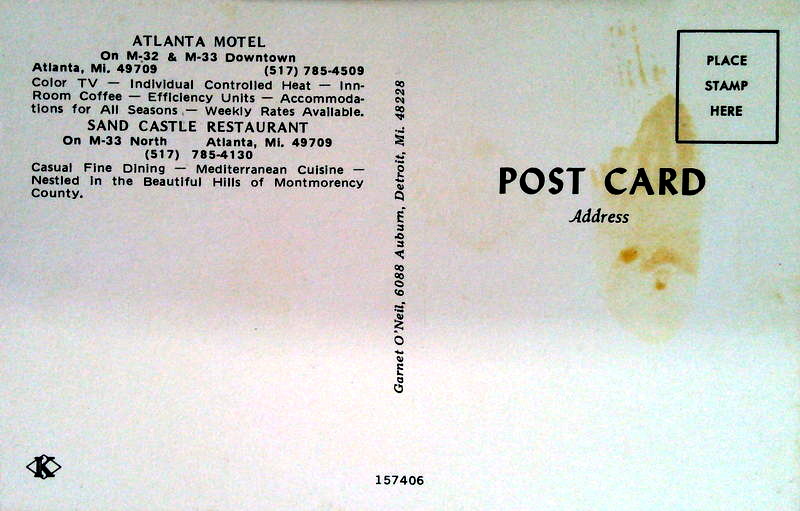 ATLANTA MOTEL
On M-32 & M-33 Downtown
Atlanta, Mi. 49709 (517) 785-4509
Color TV — Individual Controlled Heat — In-
Room Coffee — Efficiency Units — Accommoda-
tions for All Seasons — Weekly Rates Available.
SAND CASTLE RESTAURANT
On M-33 North Atlanta, Mi. 49709
(517) 785-4130
Casual Fine Dining — Mediterranean Cuisine —
Nestled in the Beautiful Hills of Montmorency
County.
K
Garnet O'Neil, 6088 Auburn, Detroit, Mi. 48228
157406
PLACE
STAMP
HERE
POST CARD
Address